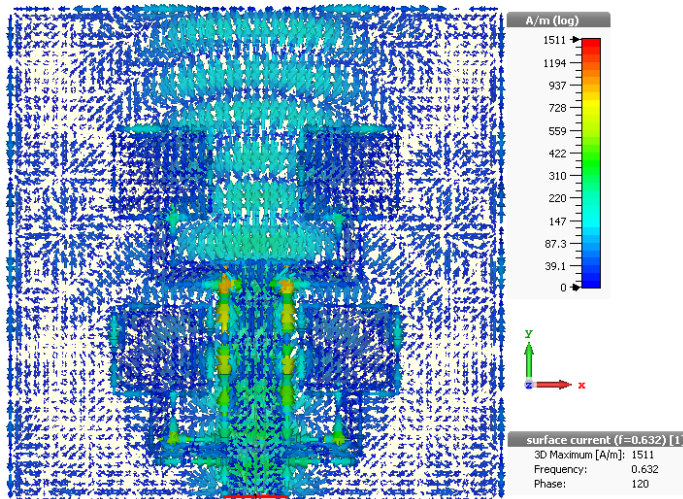 A/m (log)
1511
1194
937
728
559
422
310
220
147
87.3
39.1
0
y
z
x
surface current (f=0.632) [1]
3D Maximum [A/m]: 1511
Frequency: 0.632
Phase: 120